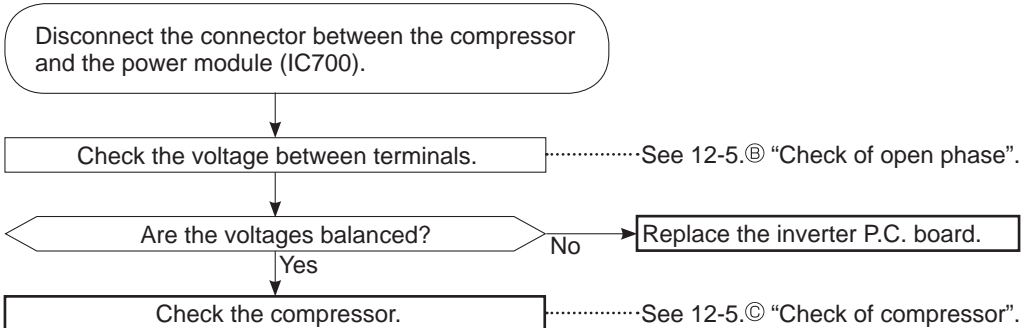 Disconnect the connector between the compressor
and the power module (IC700).
Check the voltage between terminals.
See 12-5.Ⓑ “Check of open phase”.
Are the voltages balanced?
No
Replace the inverter P.C. board.
Yes
Check the compressor.
See 12-5.Ⓒ “Check of compressor”.